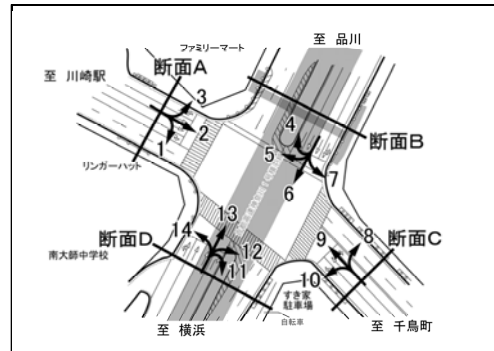 至 品川
ファミリーマート
断面A
至 川崎駅
3
2
1
リンガーハット
断面B
4
5
6
7
13
14
断面D
12
11
南大師中学校
断面C
9
8
10
すき家
駐車場
自転車
至 横浜
至 千鳥町